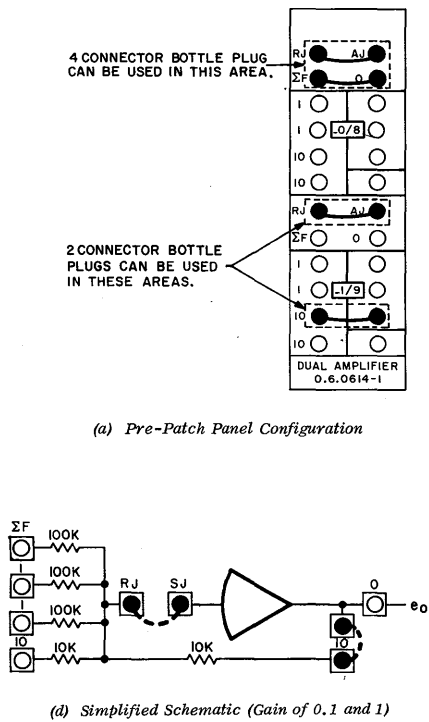 4 CONNECTOR BOTTLE PLUG
CAN BE USED IN THIS AREA.
RJ AJ
ΣF O
1
1 .0/8
10
10
RJ AJ
ΣF O
2 CONNECTOR BOTTLE
PLUGS CAN BE USED
IN THESE AREAS.
1
1 .1/9
10
10
DUAL AMPLIFIER
0.6.0614-1
(a) Pre-Patch Panel Configuration
ΣF
100K
1
100K
1
100K
10
10K
RJ SJ
10K
O
e₀
10
(d) Simplified Schematic (Gain of 0.1 and 1)